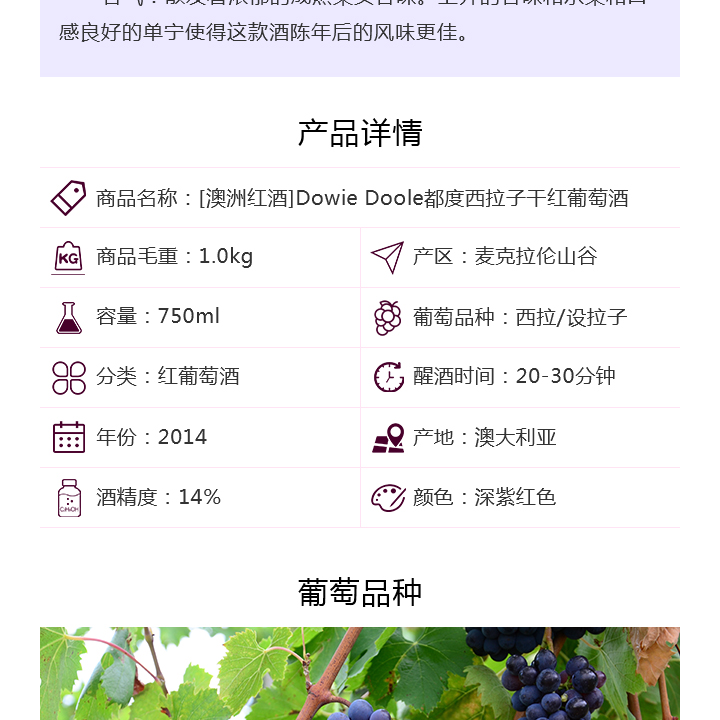 感良好的单宁使得这款酒陈年后的风味更佳。
产品详情
商品名称：[澳洲红酒]Dowie Doole都度西拉子干红葡萄酒
KG
商品毛重：1.0kg
产区：麦克拉伦山谷
容量：750ml
葡萄品种：西拉/设拉子
分类：红葡萄酒
醒酒时间：20-30分钟
年份：2014
产地：澳大利亚
C₂H₅OH
酒精度：14%
颜色：深紫红色
葡萄品种